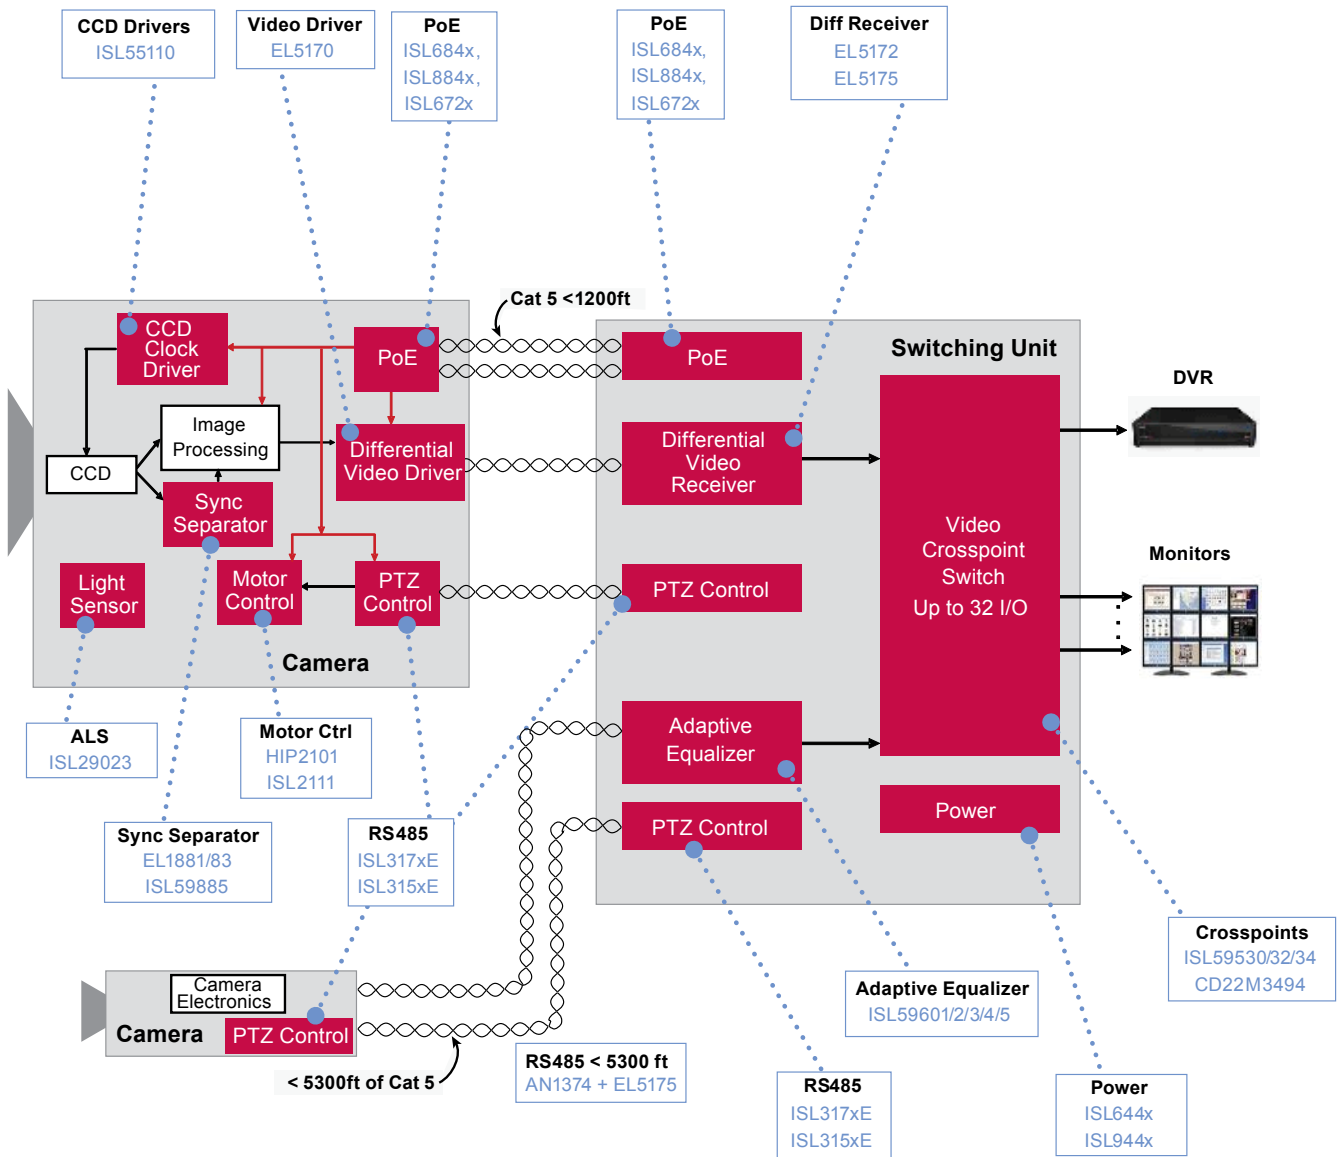 CCD Drivers
ISL55110
Video Driver
EL5170
PoE
ISL684x,
ISL884x,
ISL672x
PoE
ISL684x,
ISL884x,
ISL672x
Diff Receiver
EL5172
EL5175
Cat 5 <1200ft
CCD
Clock
Driver
PoE
Image
Processing
Differential
Video Driver
CCD
Sync
Separator
Light
Sensor
Motor
Control
PTZ
Control
Camera
Switching Unit
PoE
Differential
Video
Receiver
PTZ Control
Adaptive
Equalizer
PTZ Control
Video
Crosspoint
Switch
Up to 32 I/O
Power
DVR
Monitors
ALS
ISL29023
Motor Ctrl
HIP2101
ISL2111
Sync Separator
EL1881/83
ISL59885
RS485
ISL317xE
ISL315xE
Camera
Electronics
Camera
PTZ Control
< 5300ft of Cat 5
RS485 < 5300 ft
AN1374 + EL5175
Adaptive Equalizer
ISL59601/2/3/4/5
Crosspoints
ISL59530/32/34
CD22M3494
RS485
ISL317xE
ISL315xE
Power
ISL644x
ISL944x